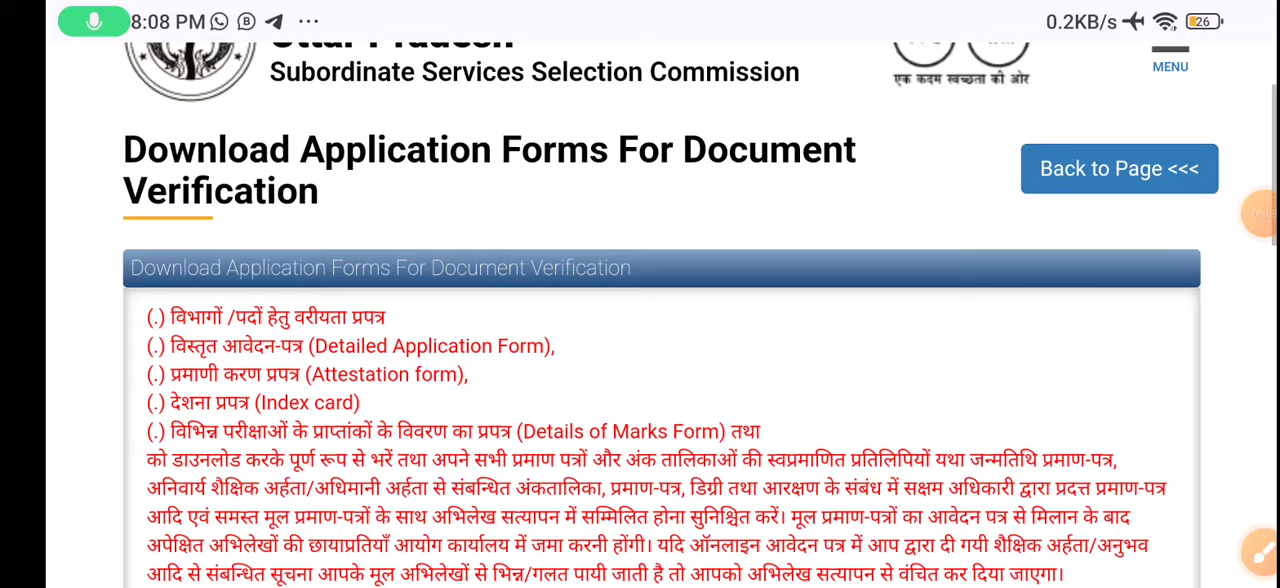 8:08 PM
0.2KB/s
26
Uttar Pradesh
Subordinate Services Selection Commission
एक कदम स्वच्छता की ओर
MENU
Download Application Forms For Document
Verification
Back to Page <<<
Download Application Forms For Document Verification
(.) विभागों /पदों हेतु वरीयता प्रपत्र
(.) विस्तृत आवेदन-पत्र (Detailed Application Form),
(.) प्रमाणी करण प्रपत्र (Attestation form),
(.) देशना प्रपत्र (Index card)
(.) विभिन्न परीक्षाओं के प्राप्तांकों के विवरण का प्रपत्र (Details of Marks Form) तथा
को डाउनलोड करके पूर्ण रूप से भरें तथा अपने सभी प्रमाण पत्रों और अंक तालिकाओं की स्वप्रमाणित प्रतिलिपियों यथा जन्मतिथि प्रमाण-पत्र,
अनिवार्य शैक्षिक अर्हता/अधिमानी अर्हता से संबन्धित अंकतालिका, प्रमाण-पत्र, डिग्री तथा आरक्षण के संबंध में सक्षम अधिकारी द्वारा प्रदत्त प्रमाण-पत्र
आदि एवं समस्त मूल प्रमाण-पत्रों के साथ अभिलेख सत्यापन में सम्मिलित होना सुनिश्चित करें। मूल प्रमाण-पत्रों का आवेदन पत्र से मिलान के बाद
अपेक्षित अभिलेखों की छायाप्रतियाँ आयोग कार्यालय में जमा करनी होंगी। यदि ऑनलाइन आवेदन पत्र में आप द्वारा दी गयी शैक्षिक अर्हता/अनुभव
आदि से संबन्धित सूचना आपके मूल अभिलेखों से भिन्न/गलत पायी जाती है तो आपको अभिलेख सत्यापन से वंचित कर दिया जाएगा।